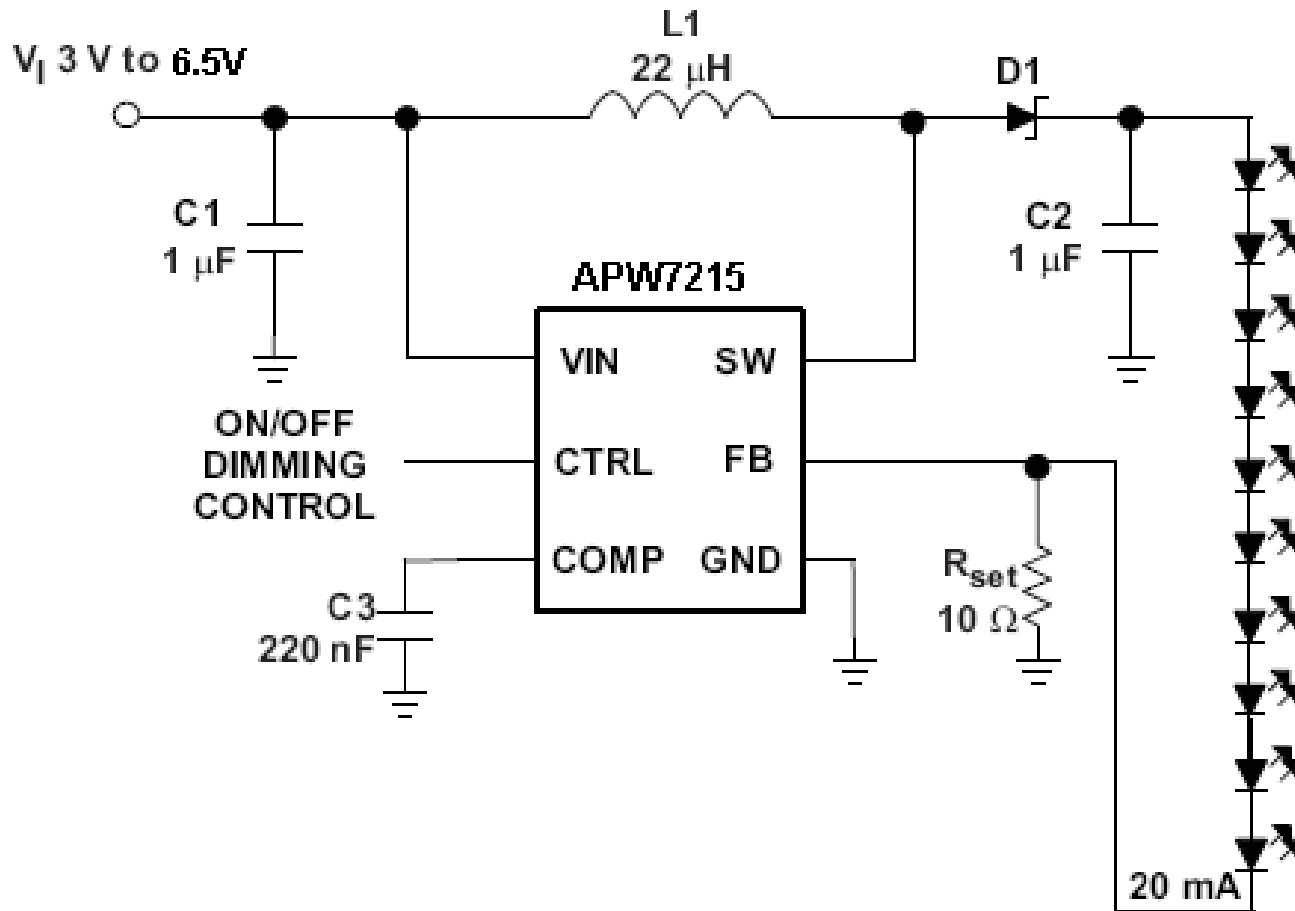 V_I 3 V to 6.5V
L1
22 μH
D1
C1
1 μF
C2
1 μF
APW7215
VIN
SW
ON/OFF
DIMMING
CONTROL
CTRL
FB
COMP
GND
C3
220 nF
R_set
10 Ω
20 mA